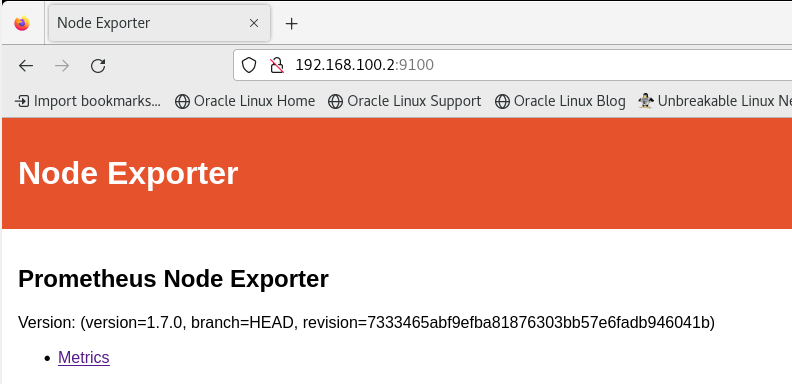 Node Exporter
192.168.100.2:9100
Import bookmarks... Oracle Linux Home Oracle Linux Support Oracle Linux Blog Unbreakable Linux Ne
Node Exporter
Prometheus Node Exporter
Version: (version=1.7.0, branch=HEAD, revision=7333465abf9efba81876303bb57e6fadb946041b)
Metrics